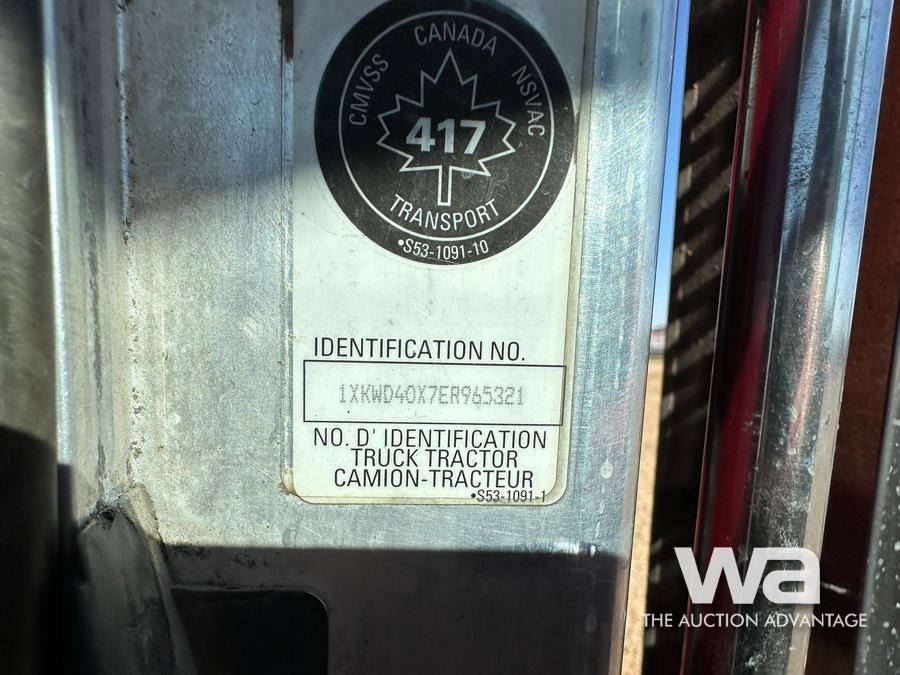 CANADA
CMVSS
NSVAC
417
TRANSPORT
•S53-1091-10
IDENTIFICATION NO.
1XKWD40X7ER965321
NO. D' IDENTIFICATION
TRUCK TRACTOR
CAMION-TRACTEUR
•S53-1091-1
wa
THE AUCTION ADVANTAGE